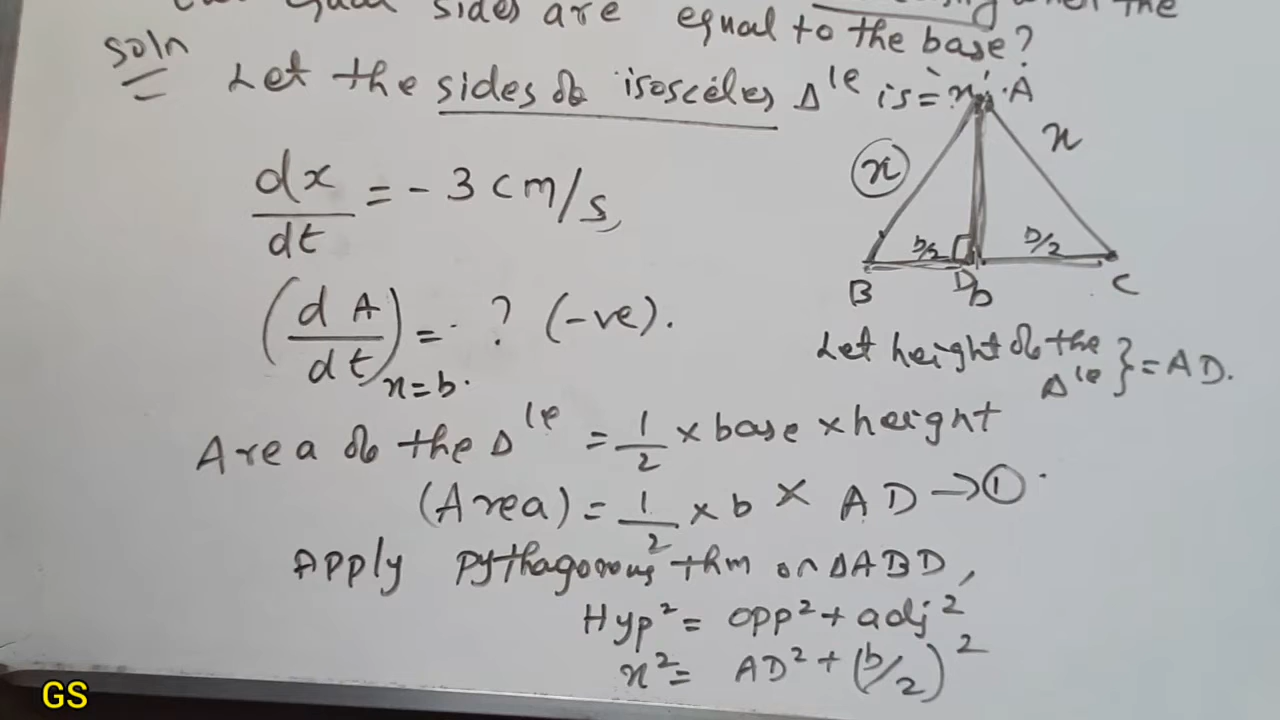 sides are equal to the base?
when the
Soln
Let the sides of isosceles Δle is = 'x'
A
x
x
b/2
b/2
B
D
b
C
dx/dt = - 3 cm/s,
(dA/dt)x=b. = ? (-ve).
Let height of the Δle } = AD.
Area of the Δle = 1/2 × base × height
(Area) = 1/2 × b × AD → ①
Apply pythagorous thm on ΔABD,
Hyp² = opp² + adj²
x² = AD² + (b/2)²
GS